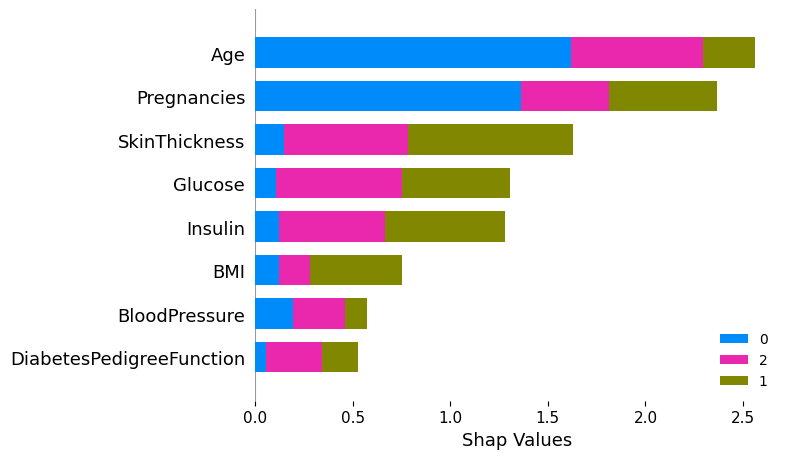 Age
Pregnancies
SkinThickness
Glucose
Insulin
BMI
BloodPressure
DiabetesPedigreeFunction
0
2
1
0.0 0.5 1.0 1.5 2.0 2.5
Shap Values